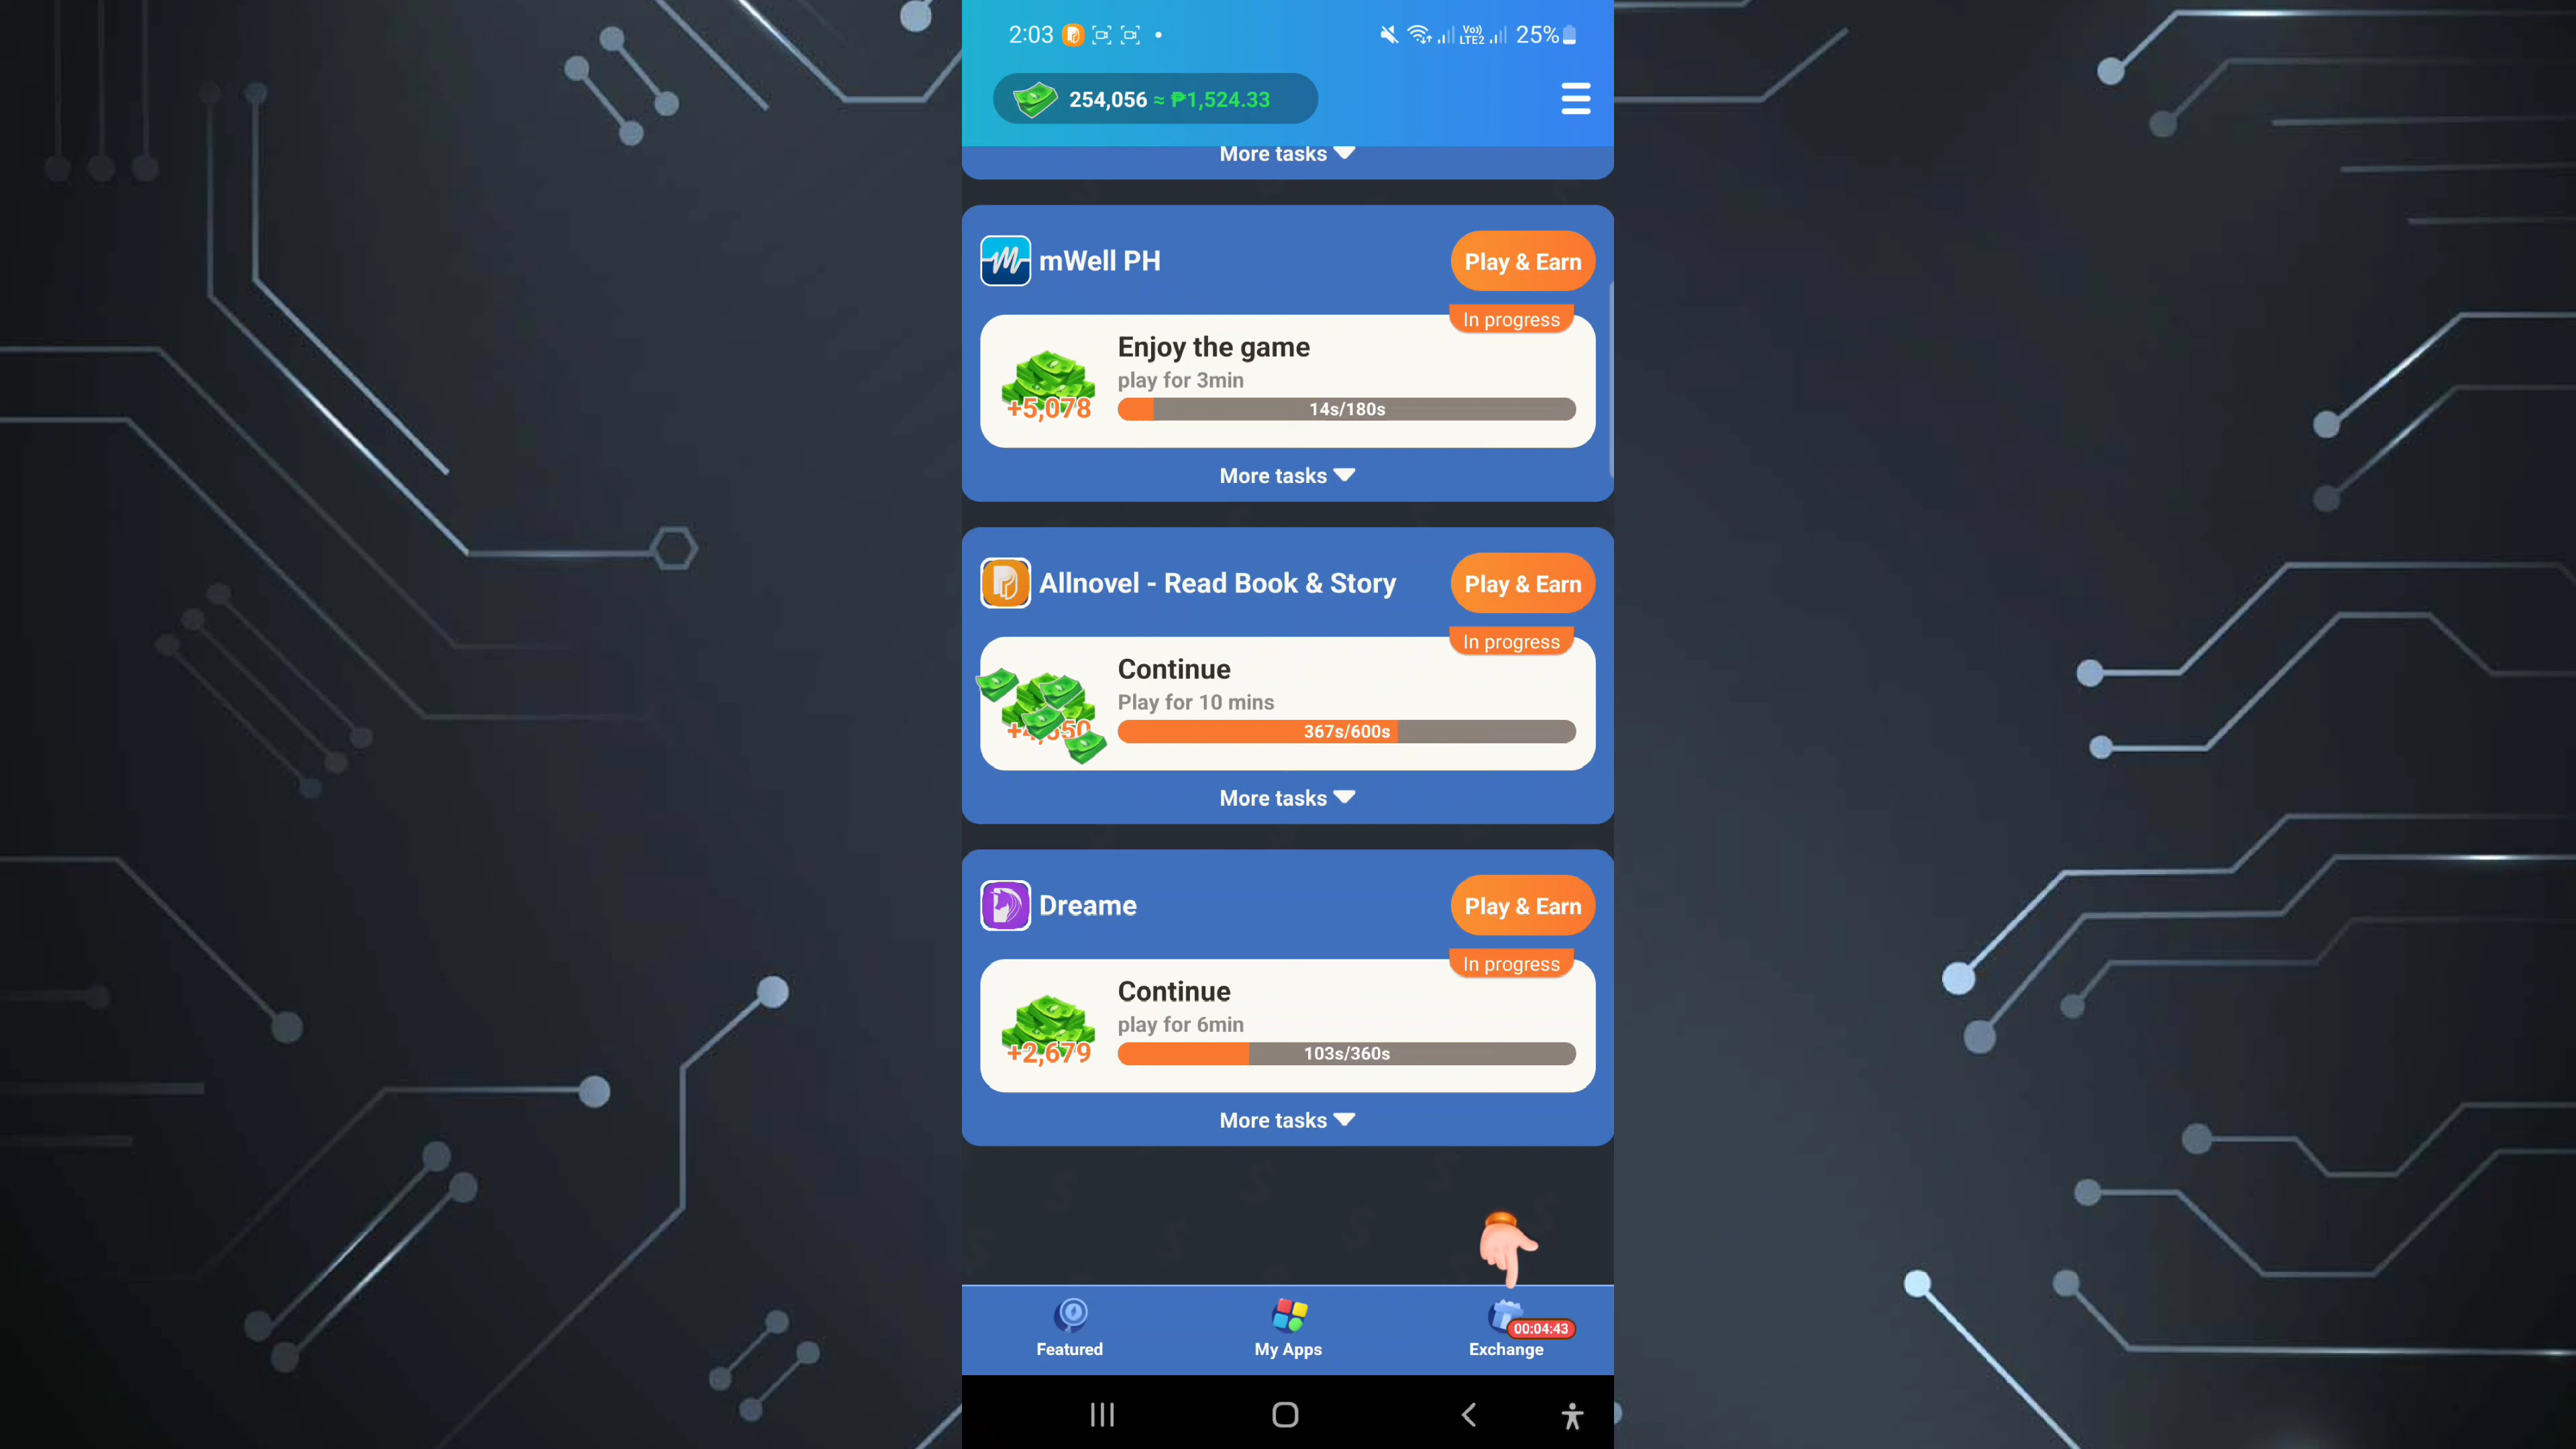 2:03
Vo)) LTE2
25%
254,056 ≈ ₱1,524.33
More tasks
mWell PH
Play & Earn
In progress
Enjoy the game
play for 3min
+5,078
14s/180s
More tasks
Allnovel - Read Book & Story
Play & Earn
In progress
Continue
Play for 10 mins
367s/600s
More tasks
Dreame
Play & Earn
In progress
Continue
play for 6min
+2,679
103s/360s
More tasks
00:04:43
Featured
My Apps
Exchange